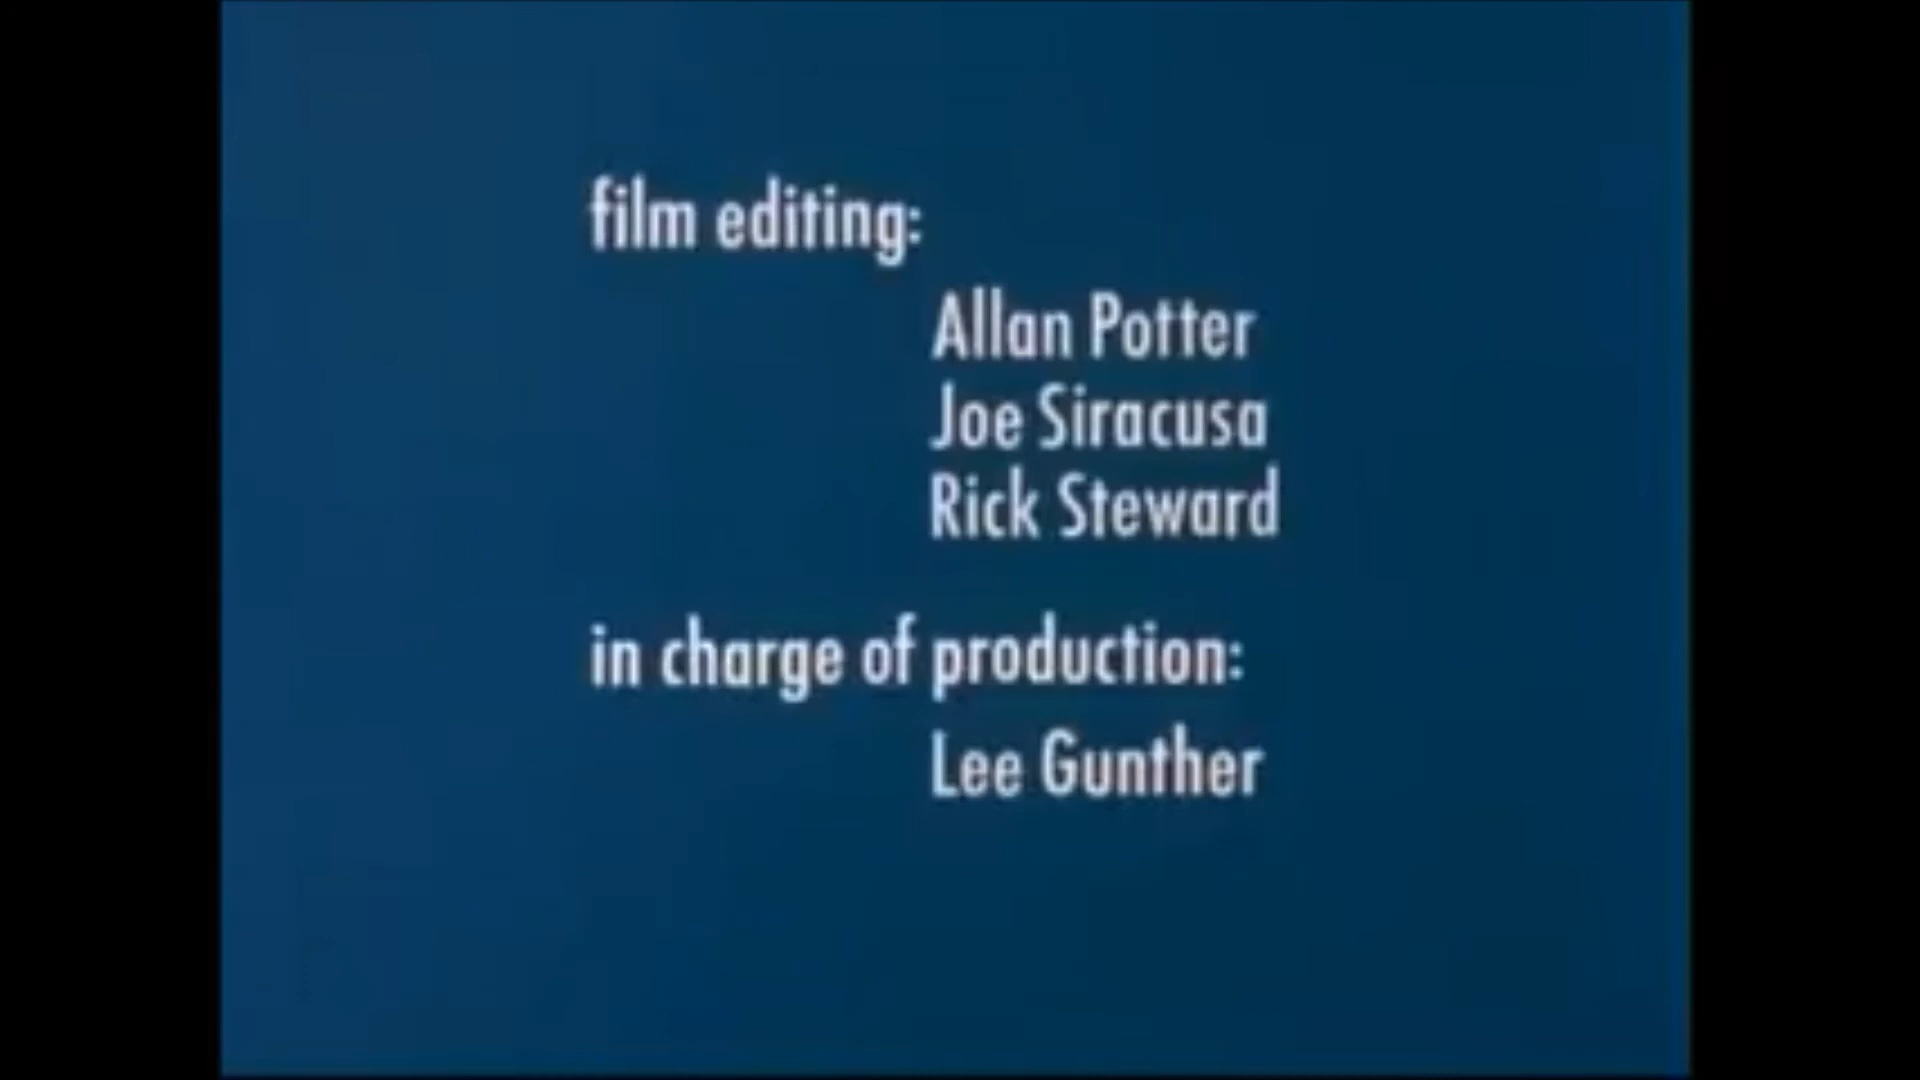 film editing:
Allan Potter
Joe Siracusa
Rick Steward
in charge of production:
Lee Gunther